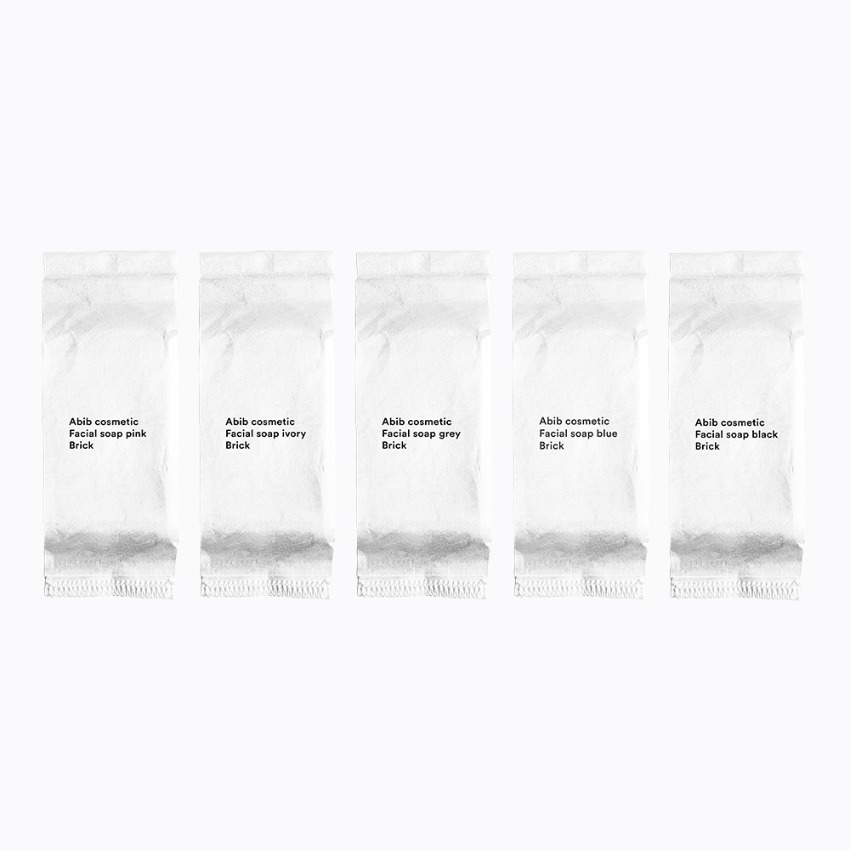 Abib cosmetic
Facial soap pink
Brick
Abib cosmetic
Facial soap ivory
Brick
Abib cosmetic
Facial soap grey
Brick
Abib cosmetic
Facial soap blue
Brick
Abib cosmetic
Facial soap black
Brick